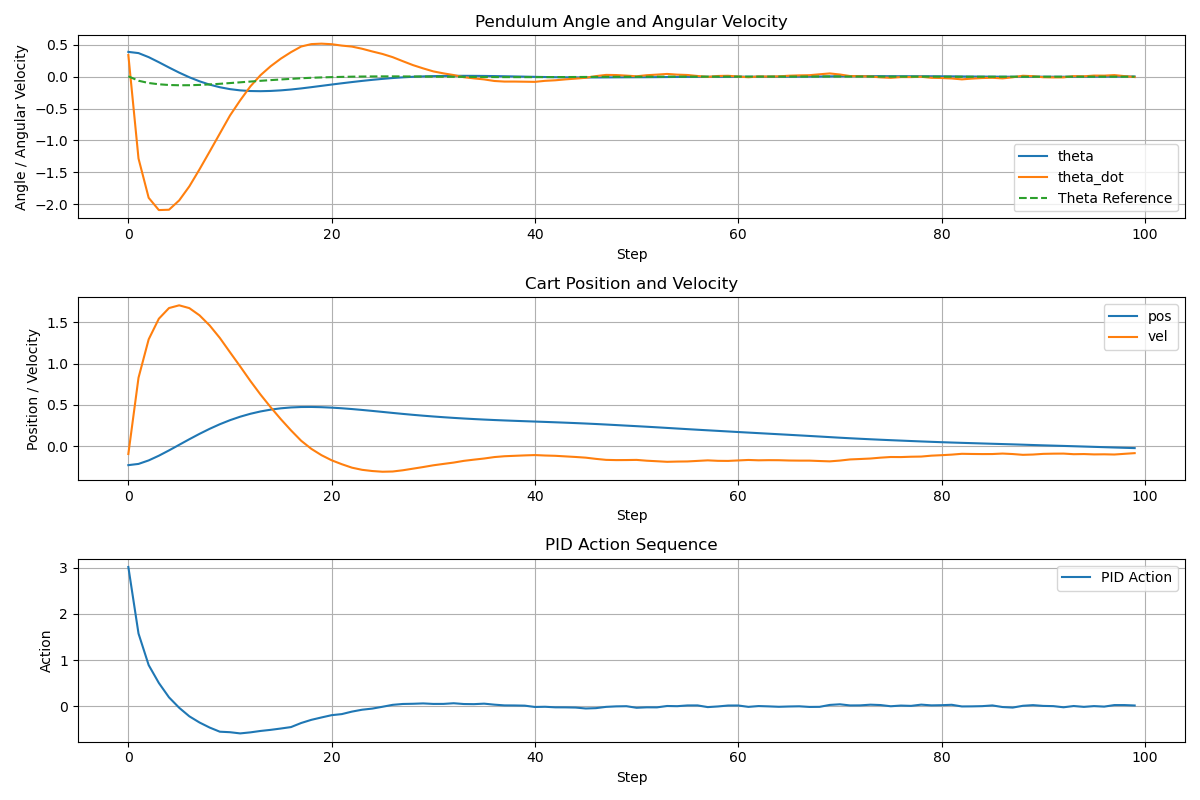 Pendulum Angle and Angular Velocity
Angle / Angular Velocity
0.5
0.0
−0.5
−1.0
−1.5
−2.0
theta
theta_dot
Theta Reference
0 20 40 60 80 100
Step
Cart Position and Velocity
Position / Velocity
1.5
1.0
0.5
0.0
pos
vel
0 20 40 60 80 100
Step
PID Action Sequence
Action
3
2
1
0
PID Action
0 20 40 60 80 100
Step